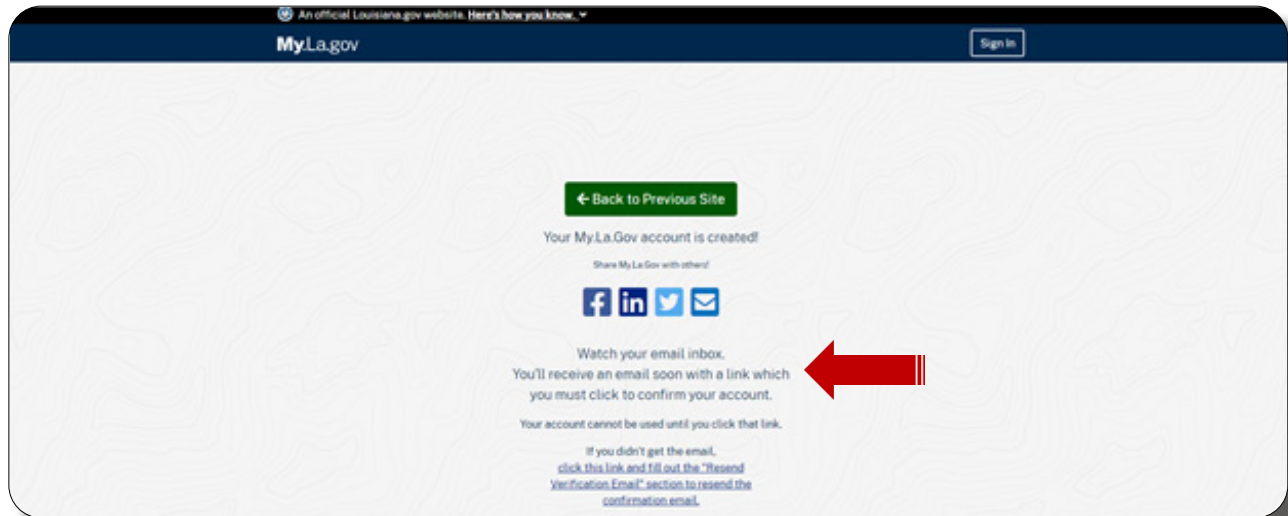 An official Louisiana.gov website. Here's how you know.
My.La.gov
Sign In
Back to Previous Site
Your My.La.Gov account is created!
Share My.La.Gov with others!
Watch your email inbox.
You'll receive an email soon with a link which
you must click to confirm your account.
Your account cannot be used until you click that link.
If you didn't get the email,
click this link and fill out the "Resend
Verification Email" section to resend the
confirmation email.